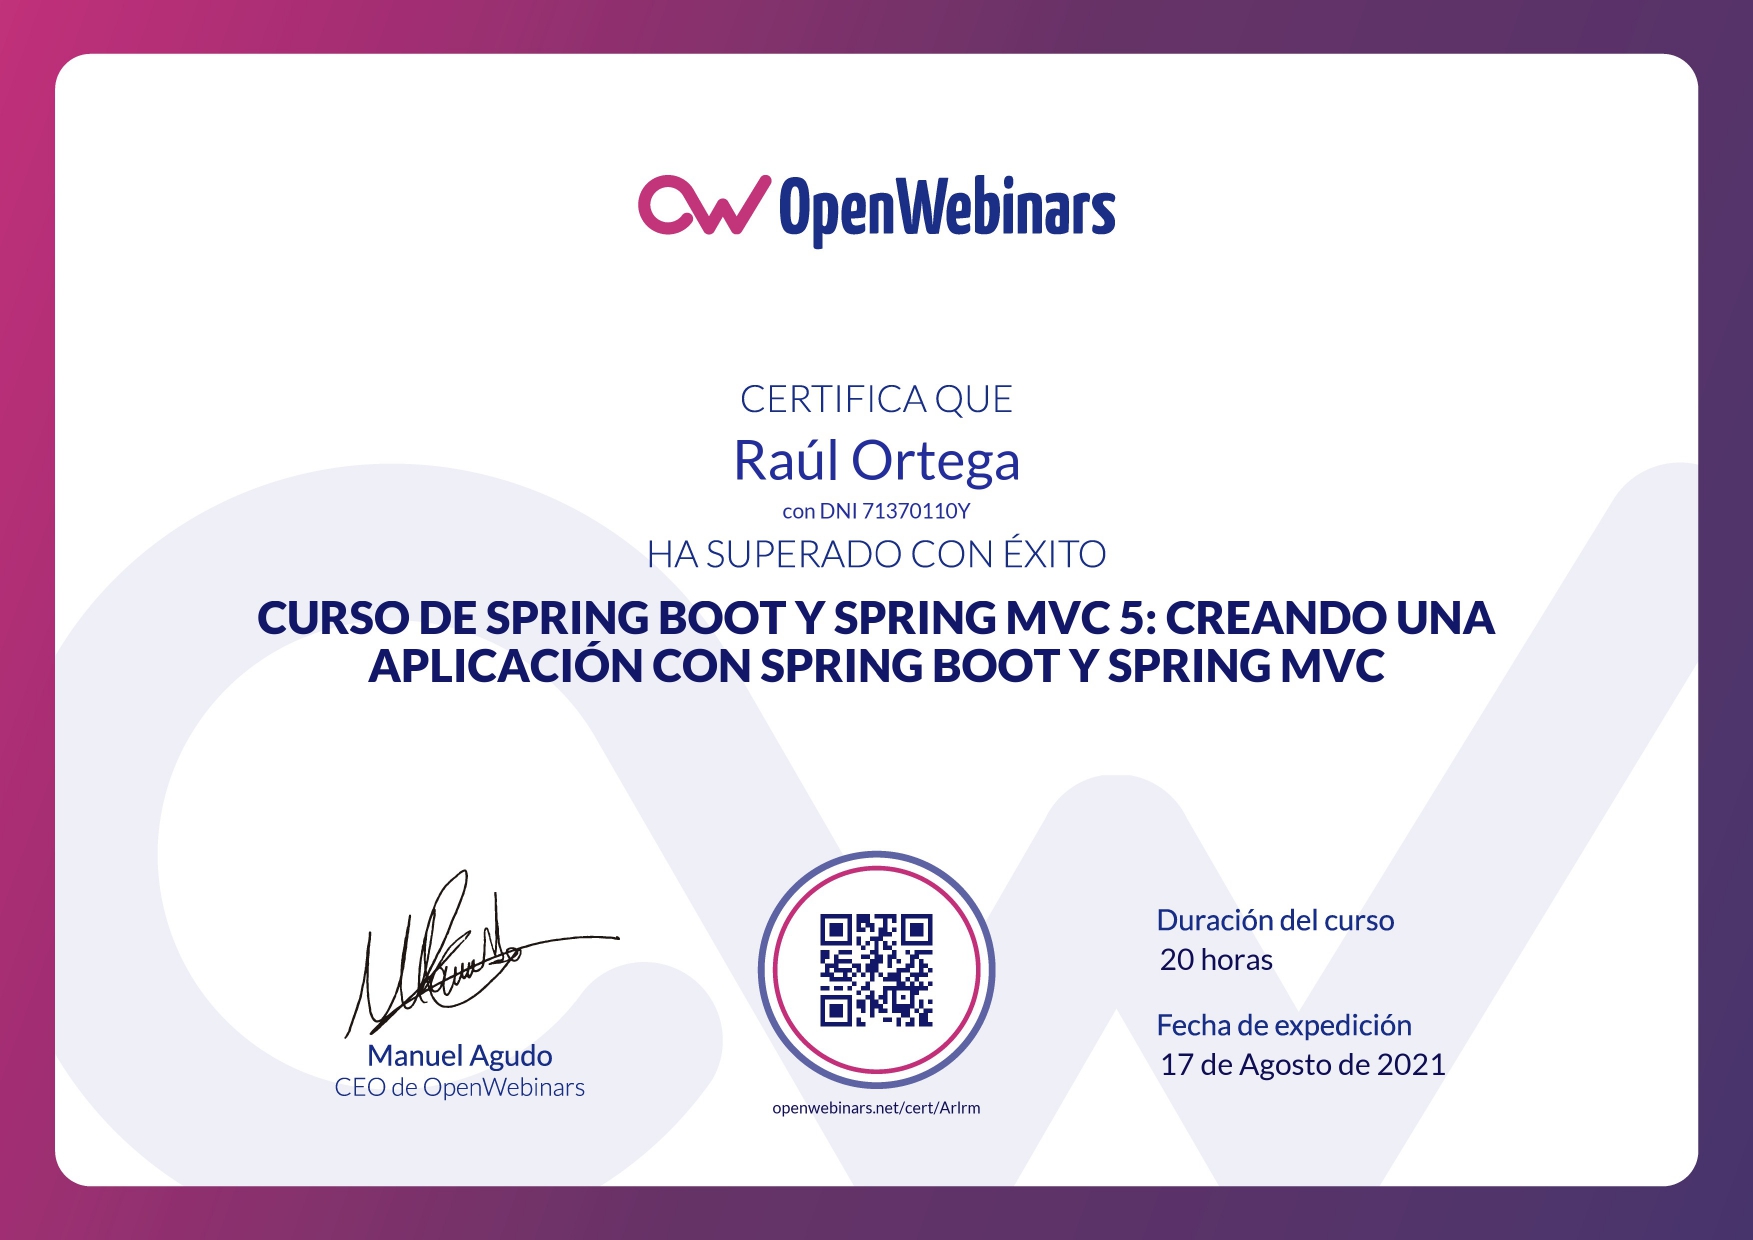 OpenWebinars
CERTIFICA QUE
Raúl Ortega
con DNI 71370110Y
HA SUPERADO CON ÉXITO
CURSO DE SPRING BOOT Y SPRING MVC 5: CREANDO UNA
APLICACIÓN CON SPRING BOOT Y SPRING MVC
Manuel Agudo
CEO de OpenWebinars
openwebinars.net/cert/Arlrm
Duración del curso
20 horas
Fecha de expedición
17 de Agosto de 2021